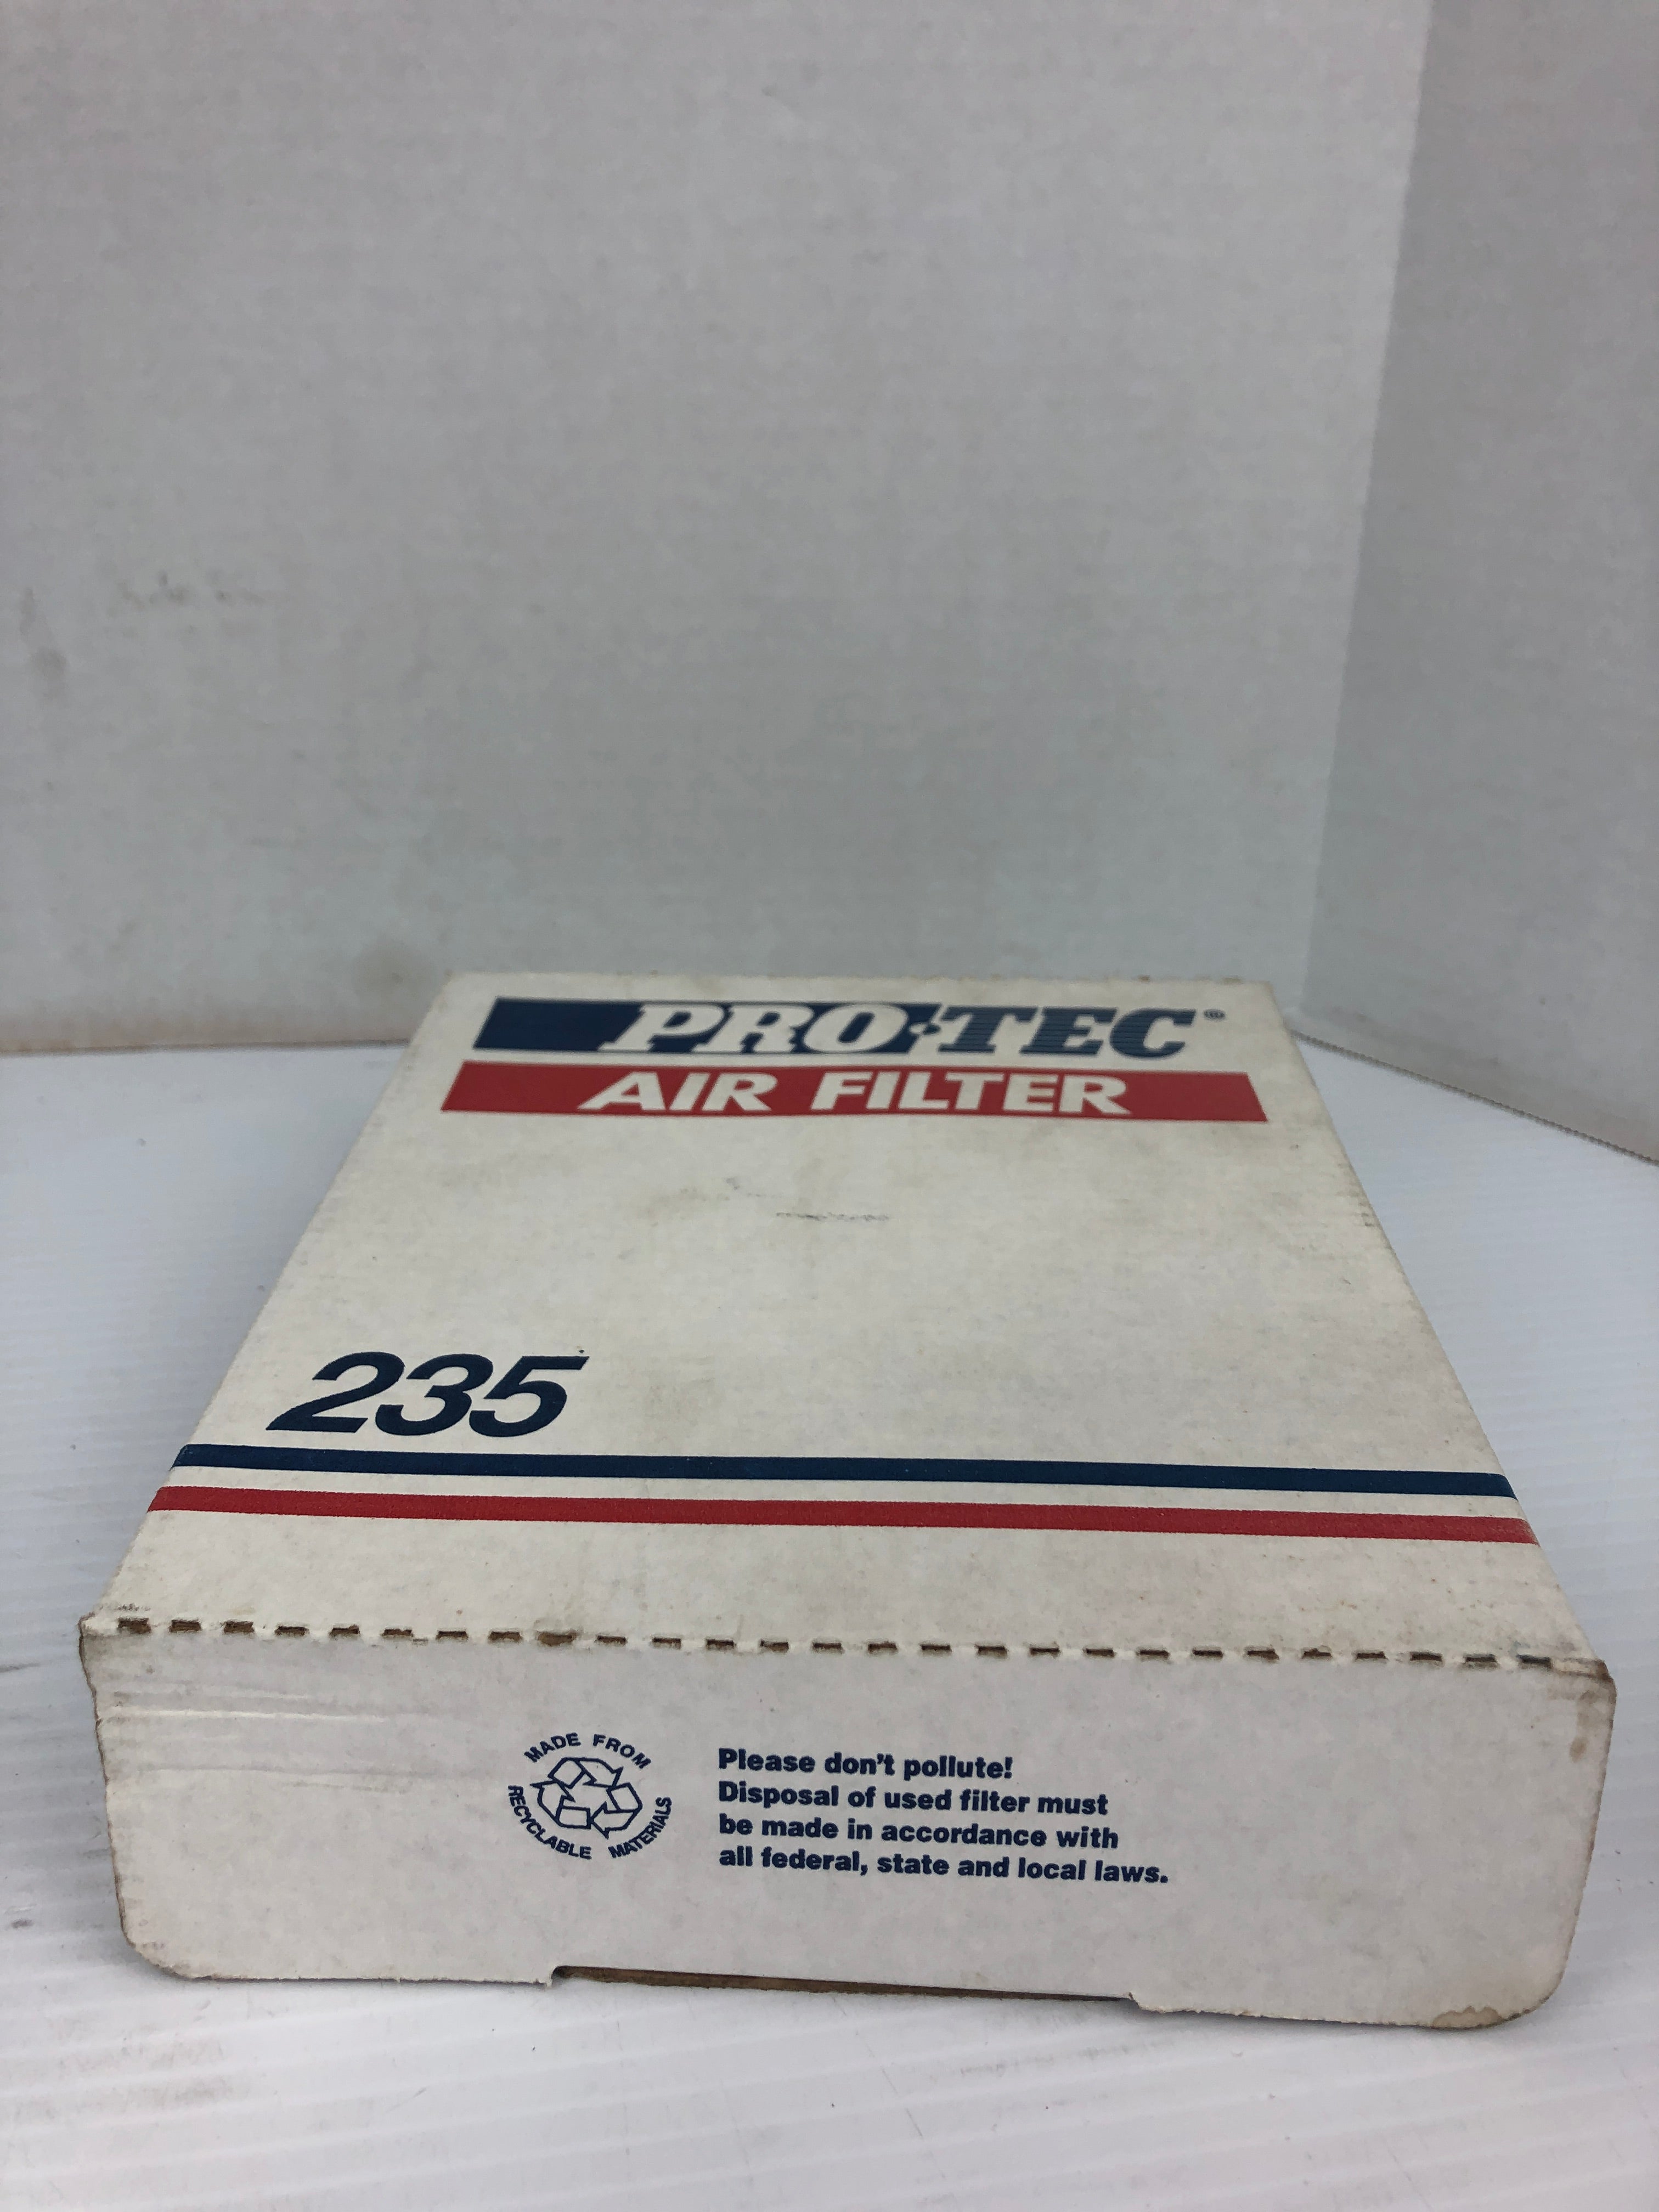 PRO·TEC®
AIR FILTER
235
MADE FROM
RECYCLABLE MATERIALS
Please don't pollute!
Disposal of used filter must
be made in accordance with
all federal, state and local laws.